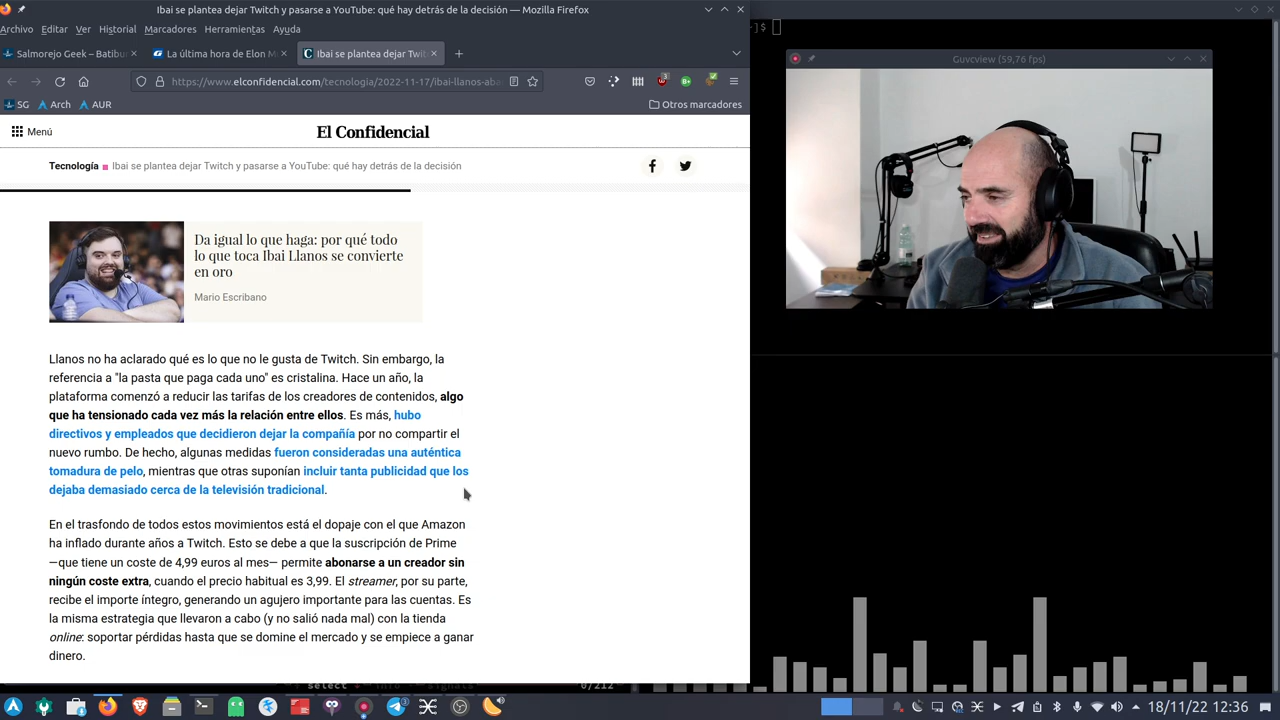 Ibai se plantea dejar Twitch y pasarse a YouTube: qué hay detrás de la decisión — Mozilla Firefox
Archivo Editar Ver Historial Marcadores Herramientas Ayuda
Salmorejo Geek – Batibu
La última hora de Elon M
Ibai se plantea dejar Twit
https://www.elconfidencial.com/tecnologia/2022-11-17/ibai-llanos-aba
3
SG Arch AUR
Otros marcadores
Menú
El Confidencial
Tecnología Ibai se plantea dejar Twitch y pasarse a YouTube: qué hay detrás de la decisión
Da igual lo que haga: por qué todo
lo que toca Ibai Llanos se convierte
en oro
Mario Escribano
Llanos no ha aclarado qué es lo que no le gusta de Twitch. Sin embargo, la
referencia a "la pasta que paga cada uno" es cristalina. Hace un año, la
plataforma comenzó a reducir las tarifas de los creadores de contenidos, algo
que ha tensionado cada vez más la relación entre ellos. Es más, hubo
directivos y empleados que decidieron dejar la compañía por no compartir el
nuevo rumbo. De hecho, algunas medidas fueron consideradas una auténtica
tomadura de pelo, mientras que otras suponían incluir tanta publicidad que los
dejaba demasiado cerca de la televisión tradicional.
En el trasfondo de todos estos movimientos está el dopaje con el que Amazon
ha inflado durante años a Twitch. Esto se debe a que la suscripción de Prime
—que tiene un coste de 4,99 euros al mes— permite abonarse a un creador sin
ningún coste extra, cuando el precio habitual es 3,99. El streamer, por su parte,
recibe el importe íntegro, generando un agujero importante para las cuentas. Es
la misma estrategia que llevaron a cabo (y no salió nada mal) con la tienda
online: soportar pérdidas hasta que se domine el mercado y se empiece a ganar
dinero.
]$
Guvcview (59,76 fps)
select info signals 0/212
18/11/22 12:36